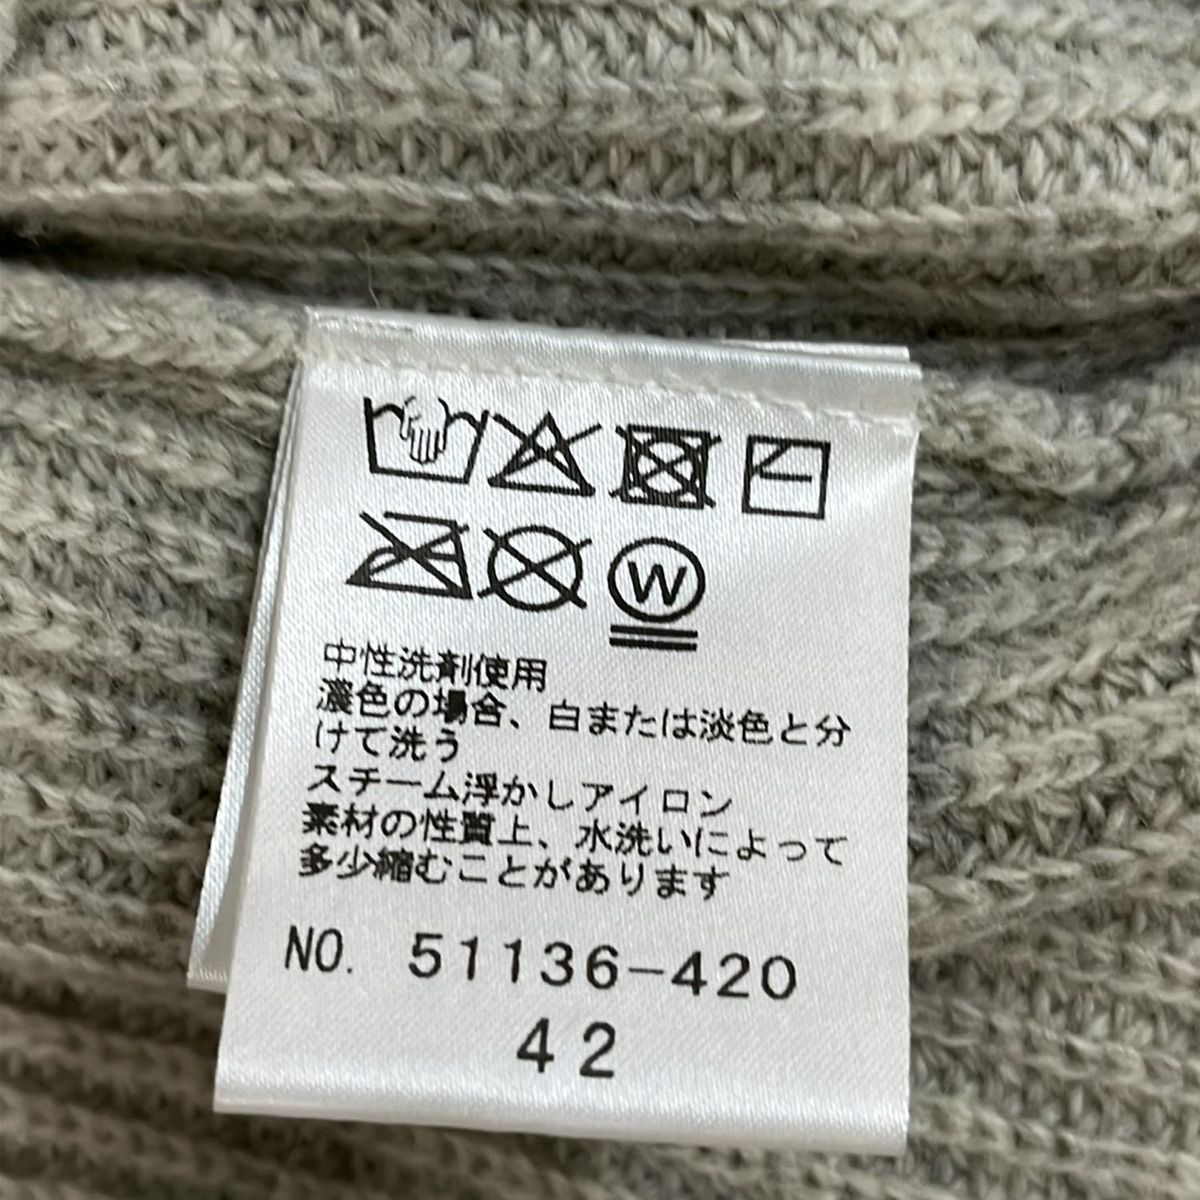 W
中性洗剤使用
濃色の場合、白または淡色と分
けて洗う
スチーム浮かしアイロン
素材の性質上、水洗いによって
多少縮むことがあります
NO. 51136-420
42